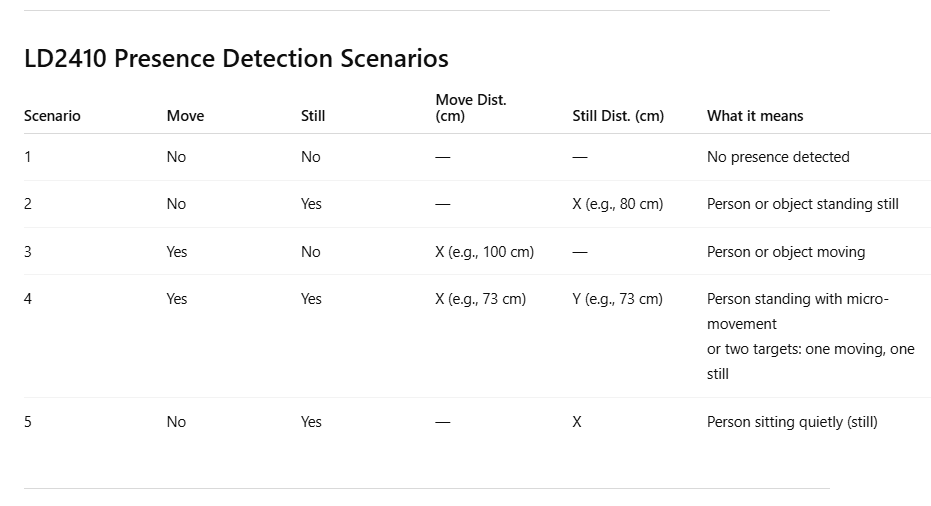 LD2410 Presence Detection Scenarios
Scenario Move Still Move Dist. (cm) Still Dist. (cm) What it means
1 No No — — No presence detected
2 No Yes — X (e.g., 80 cm) Person or object standing still
3 Yes No X (e.g., 100 cm) — Person or object moving
4 Yes Yes X (e.g., 73 cm) Y (e.g., 73 cm) Person standing with micro-
movement
or two targets: one moving, one
still
5 No Yes — X Person sitting quietly (still)